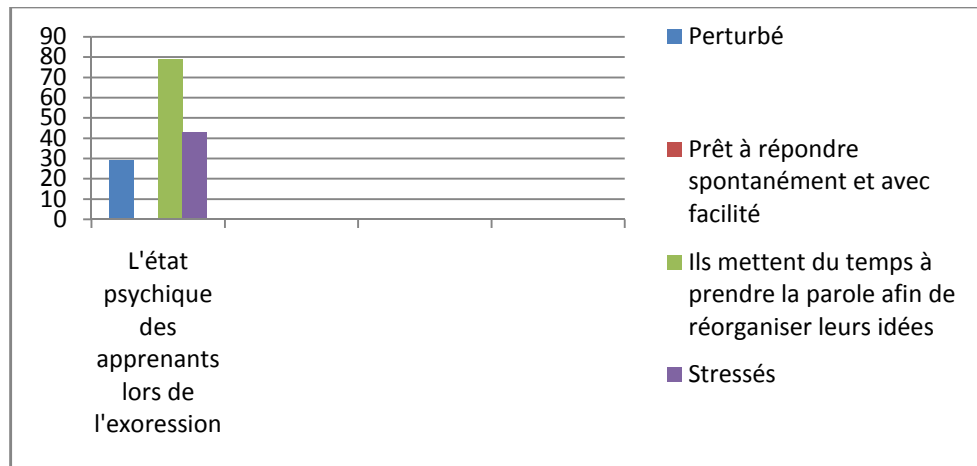 90
80
70
60
50
40
30
20
10
0
L'état
psychique
des
apprenants
lors de
l'exoression
Perturbé
Prêt à répondre
spontanément et avec
facilité
Ils mettent du temps à
prendre la parole afin de
réorganiser leurs idées
Stressés